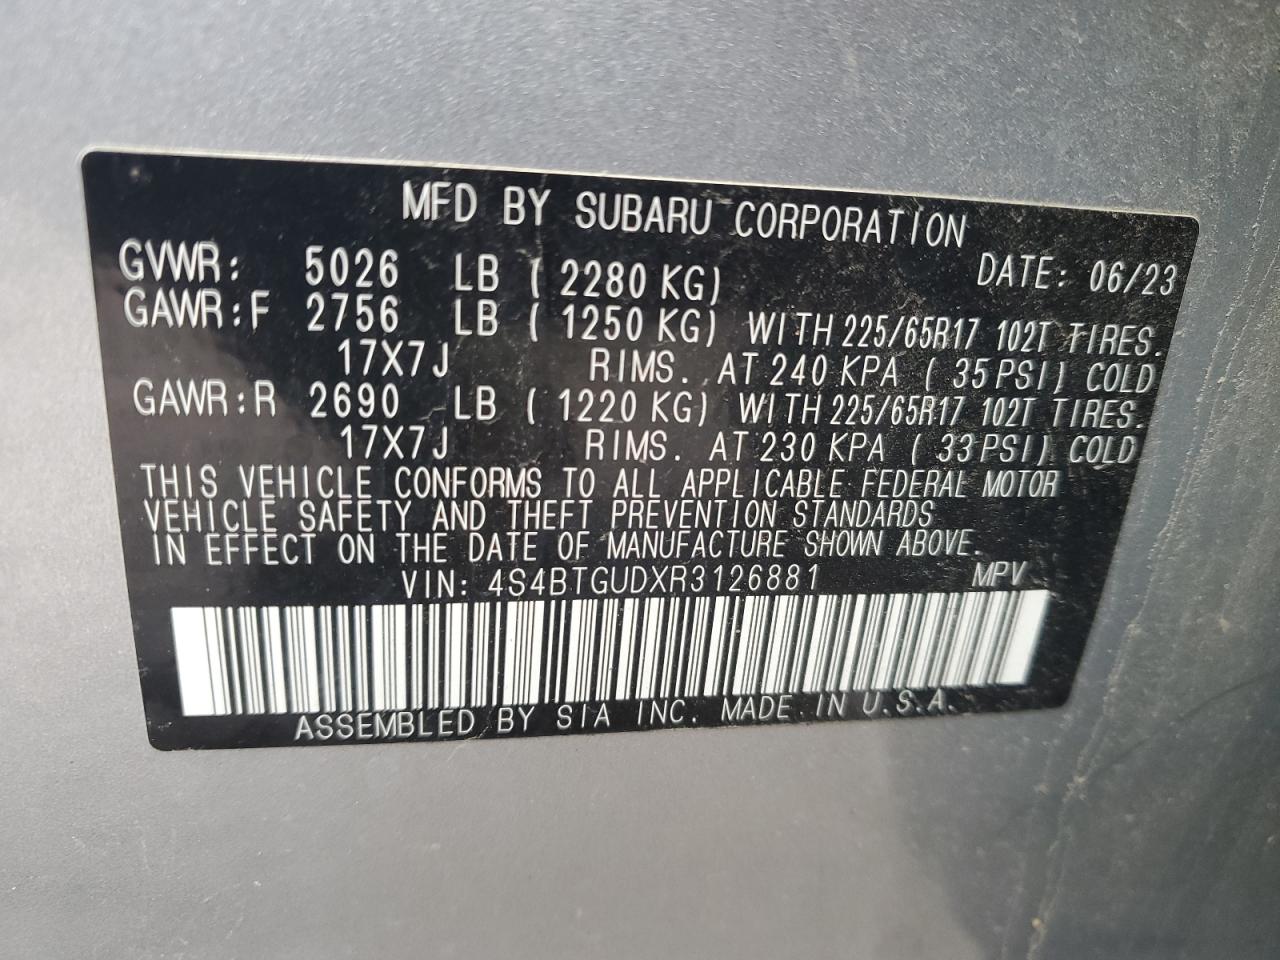 MFD BY SUBARU CORPORATION
GVWR: 5026 LB ( 2280 KG) DATE: 06/23
GAWR:F 2756 LB ( 1250 KG) WITH 225/65R17 102T TIRES.
17X7J RIMS. AT 240 KPA ( 35 PSI) COLD
GAWR:R 2690 LB ( 1220 KG) WITH 225/65R17 102T TIRES.
17X7J RIMS. AT 230 KPA ( 33 PSI) COLD
THIS VEHICLE CONFORMS TO ALL APPLICABLE FEDERAL MOTOR
VEHICLE SAFETY AND THEFT PREVENTION STANDARDS
IN EFFECT ON THE DATE OF MANUFACTURE SHOWN ABOVE.
VIN: 4S4BTGUDXR3126881 MPV
ASSEMBLED BY SIA INC. MADE IN U.S.A.